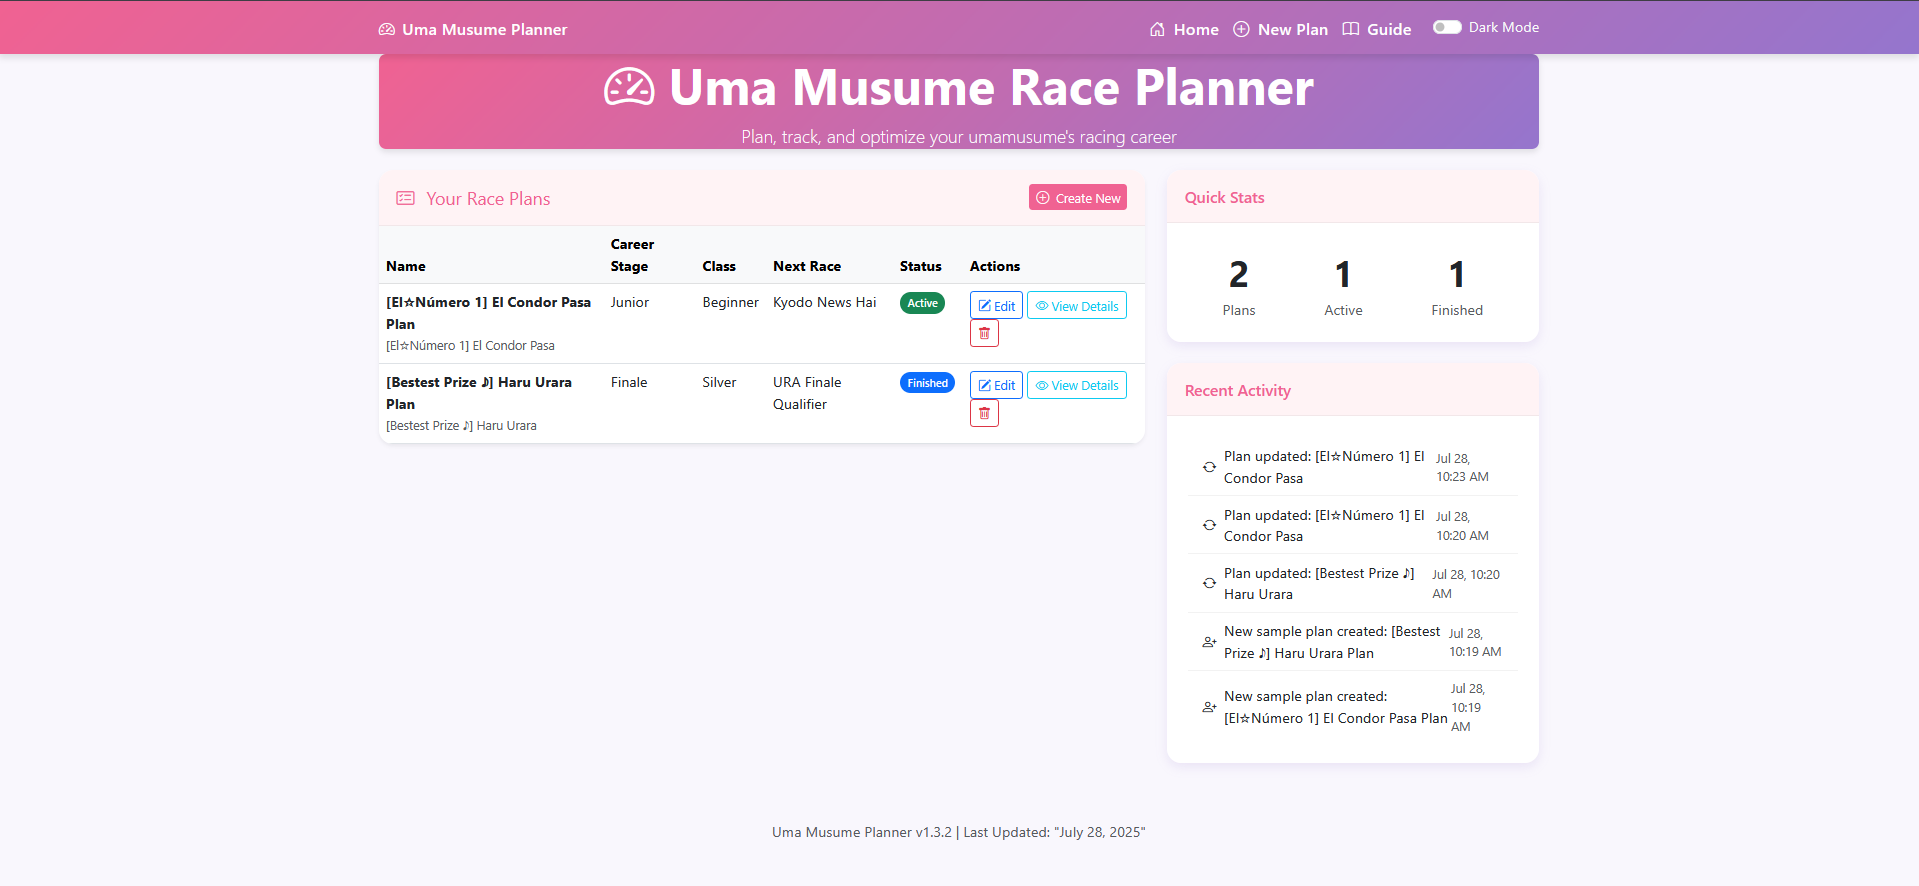 Uma Musume Planner
Home
New Plan
Guide
Dark Mode
Uma Musume Race Planner
Plan, track, and optimize your umamusume's racing career
Your Race Plans
Create New
Name
Career
Stage
Class
Next Race
Status
Actions
[El☆Número 1] El Condor Pasa
Plan
[El☆Número 1] El Condor Pasa
Junior
Beginner
Kyodo News Hai
Active
Edit
View Details
[Bestest Prize ♪] Haru Urara
Plan
[Bestest Prize ♪] Haru Urara
Finale
Silver
URA Finale
Qualifier
Finished
Edit
View Details
Quick Stats
2
Plans
1
Active
1
Finished
Recent Activity
Plan updated: [El☆Número 1] El
Condor Pasa
Jul 28,
10:23 AM
Plan updated: [El☆Número 1] El
Condor Pasa
Jul 28,
10:20 AM
Plan updated: [Bestest Prize ♪]
Haru Urara
Jul 28, 10:20
AM
New sample plan created: [Bestest
Prize ♪] Haru Urara Plan
Jul 28,
10:19 AM
New sample plan created:
[El☆Número 1] El Condor Pasa Plan
Jul 28,
10:19
AM
Uma Musume Planner v1.3.2 | Last Updated: "July 28, 2025"